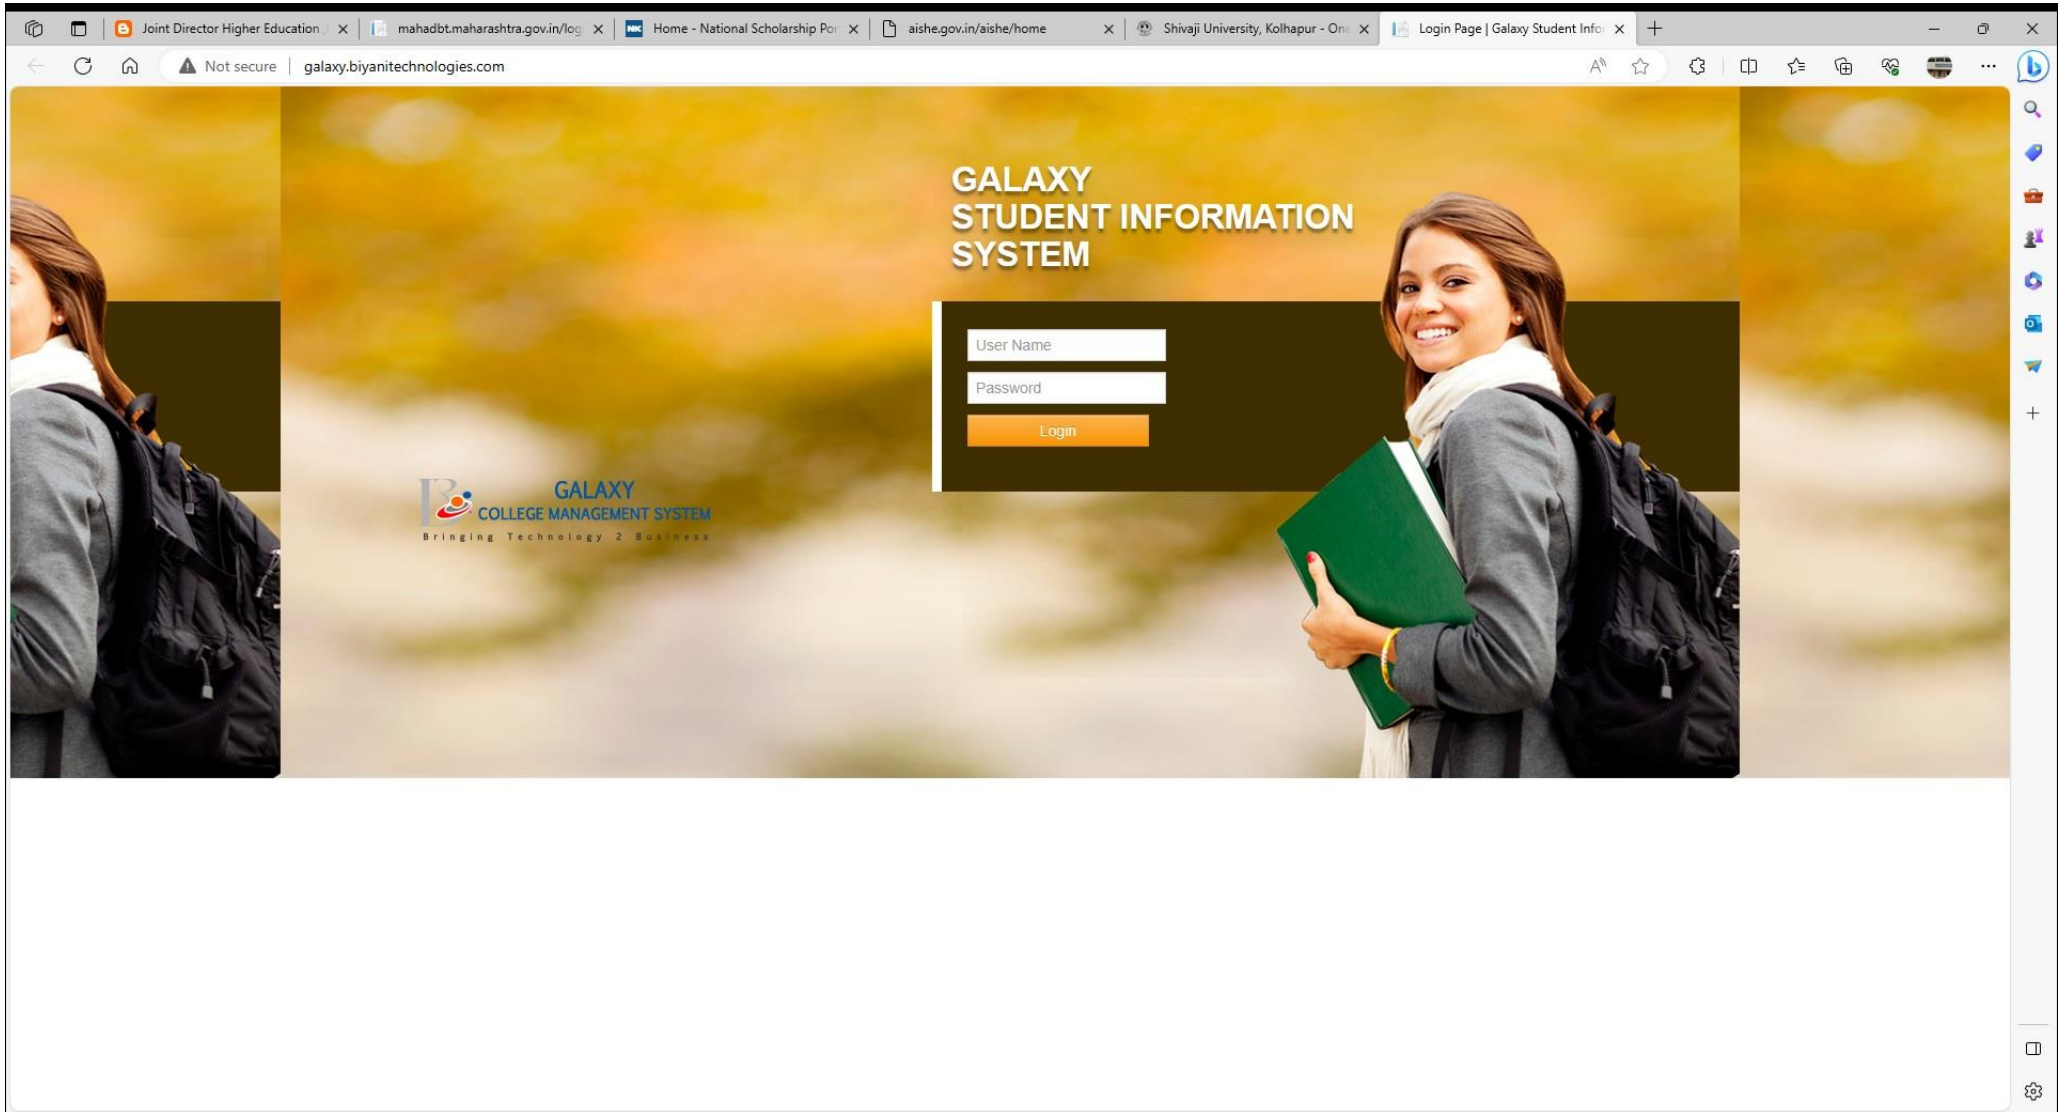 Joint Director Higher Education
mahadbt.maharashtra.gov.in/log
Home - National Scholarship Por
aishe.gov.in/aishe/home
Shivaji University, Kolhapur - On
Login Page | Galaxy Student Info
Not secure
galaxy.biyanitechnologies.com
GALAXY
STUDENT INFORMATION
SYSTEM
User Name
Password
Login
GALAXY
COLLEGE MANAGEMENT SYSTEM
Bringing Technology 2 Business